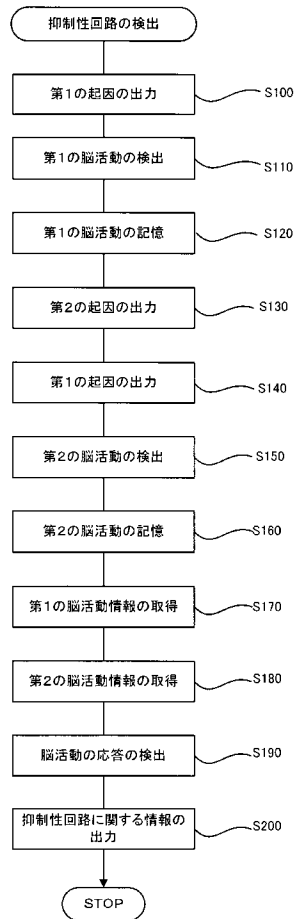 抑制性回路の検出
第1の起因の出力
S100
第1の脳活動の検出
S110
第1の脳活動の記憶
S120
第2の起因の出力
S130
第1の起因の出力
S140
第2の脳活動の検出
S150
第2の脳活動の記憶
S160
第1の脳活動情報の取得
S170
第2の脳活動情報の取得
S180
脳活動の応答の検出
S190
抑制性回路に関する情報の
出力
S200
STOP